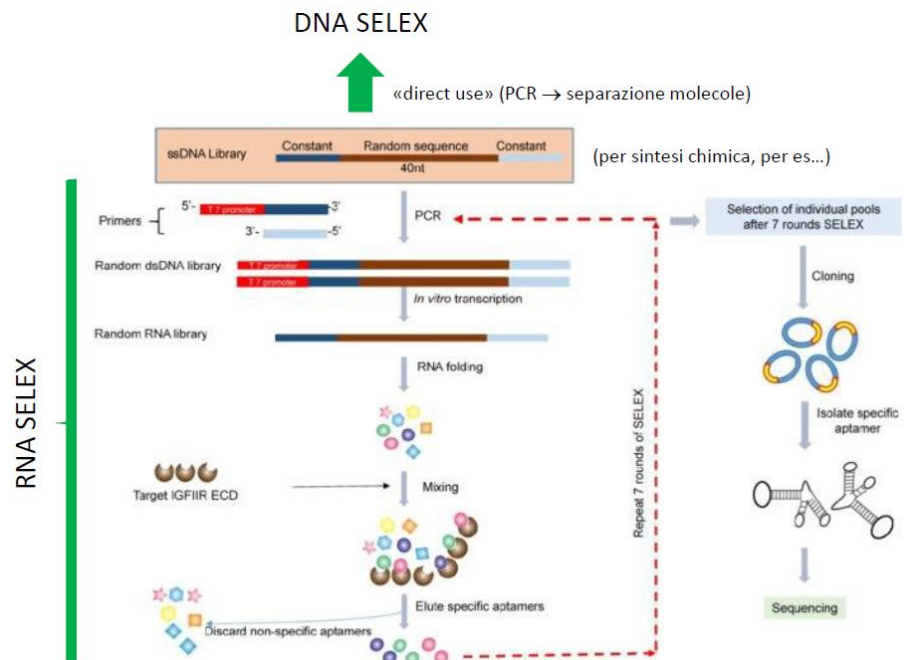 DNA SELEX
«direct use» (PCR → separazione molecole)
ssDNA Library
Constant
Random sequence
Constant
40nt
(per sintesi chimica, per es...)
Primers
5'-
T 7 promoter
-3'
3'-
-5'
PCR
Random dsDNA library
T 7 promoter
T 7 promoter
In vitro transcription
Random RNA library
RNA folding
RNA SELEX
Target IGFIIR ECD
Mixing
Elute specific aptamers
Discard non-specific aptamers
Repeat 7 rounds of SELEX
Selection of individual pools
after 7 rounds SELEX
Cloning
Isolate specific
aptamer
Sequencing